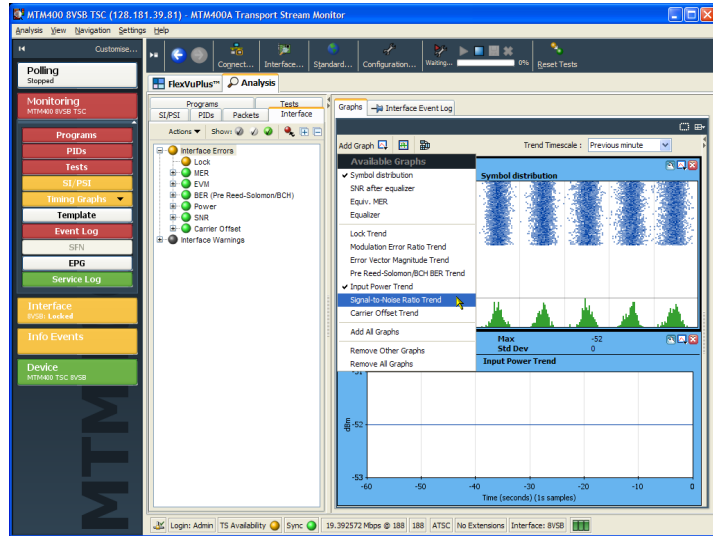 MTM400 8VSB TSC (128.181.39.81) - MTM400A Transport Stream Monitor
Analysis View Navigation Settings Help
Customise...
Polling
Stopped
Monitoring
MTM400 8VSB TSC
Programs
PIDs
Tests
SI/PSI
Timing Graphs
Template
Event Log
SFN
EPG
Service Log
Interface
8VSB: Locked
Info Events
Device
MTM400 TSC 8VSB
MTM
Connect... Interface... Standard... Configuration... Waiting... 0% Reset Tests
FlexVuPlus™ Analysis
Programs Tests
SI/PSI PIDs Packets Interface
Actions Show:
Interface Errors
Lock
MER
EVM
BER (Pre Reed-Solomon/BCH)
Power
SNR
Carrier Offset
Interface Warnings
Graphs Interface Event Log
Add Graph Trend Timescale : Previous minute
Available Graphs
Symbol distribution
SNR after equalizer
Equiv. MER
Equalizer
Lock Trend
Modulation Error Ratio Trend
Error Vector Magnitude Trend
Pre Reed-Solomon/BCH BER Trend
Input Power Trend
Signal-to-Noise Ratio Trend
Carrier Offset Trend
Add All Graphs
Remove Other Graphs
Remove All Graphs
Symbol distribution
Max -52
Std Dev 0
Input Power Trend
-51
dBm
-52
-53
-60 -50 -40 -30 -20 -10 0
Time (seconds) (1s samples)
Login: Admin TS Availability Sync 19.392572 Mbps @ 188 188 ATSC No Extensions Interface: 8VSB